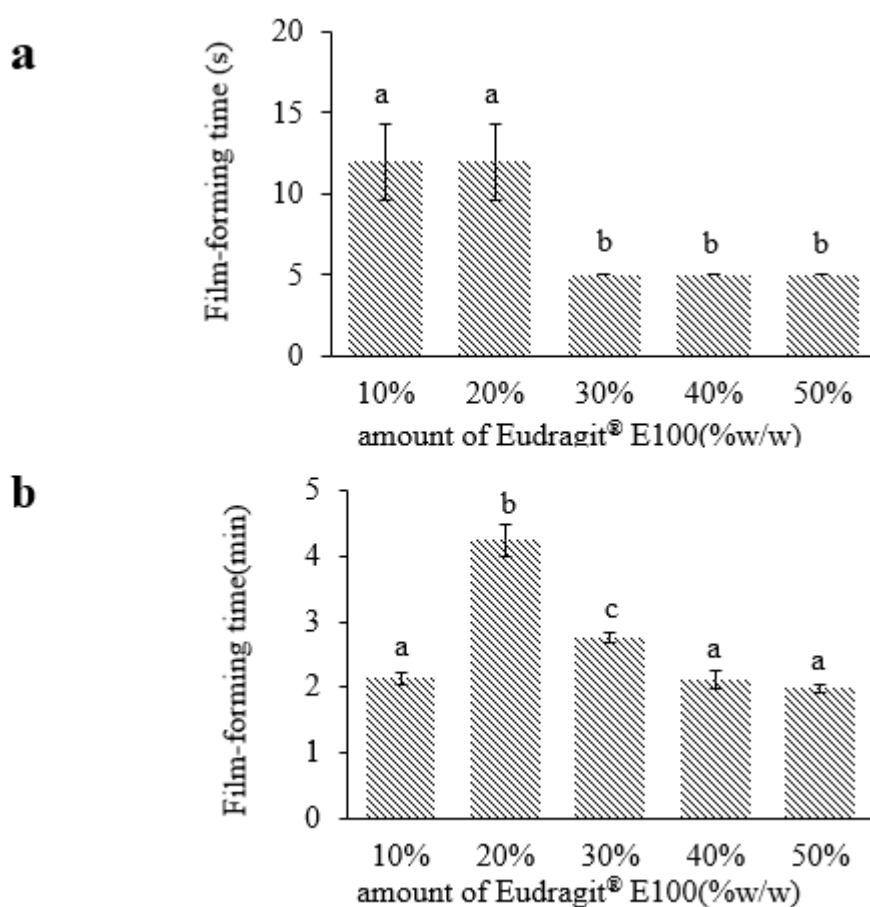 a
Film-forming time (s)
20
15
10
5
0
a a b b b
10% 20% 30% 40% 50%
amount of Eudragit® E100(%w/w)
b
Film-forming time(min)
5
4
3
2
1
0
a b c a a
10% 20% 30% 40% 50%
amount of Eudragit® E100(%w/w)